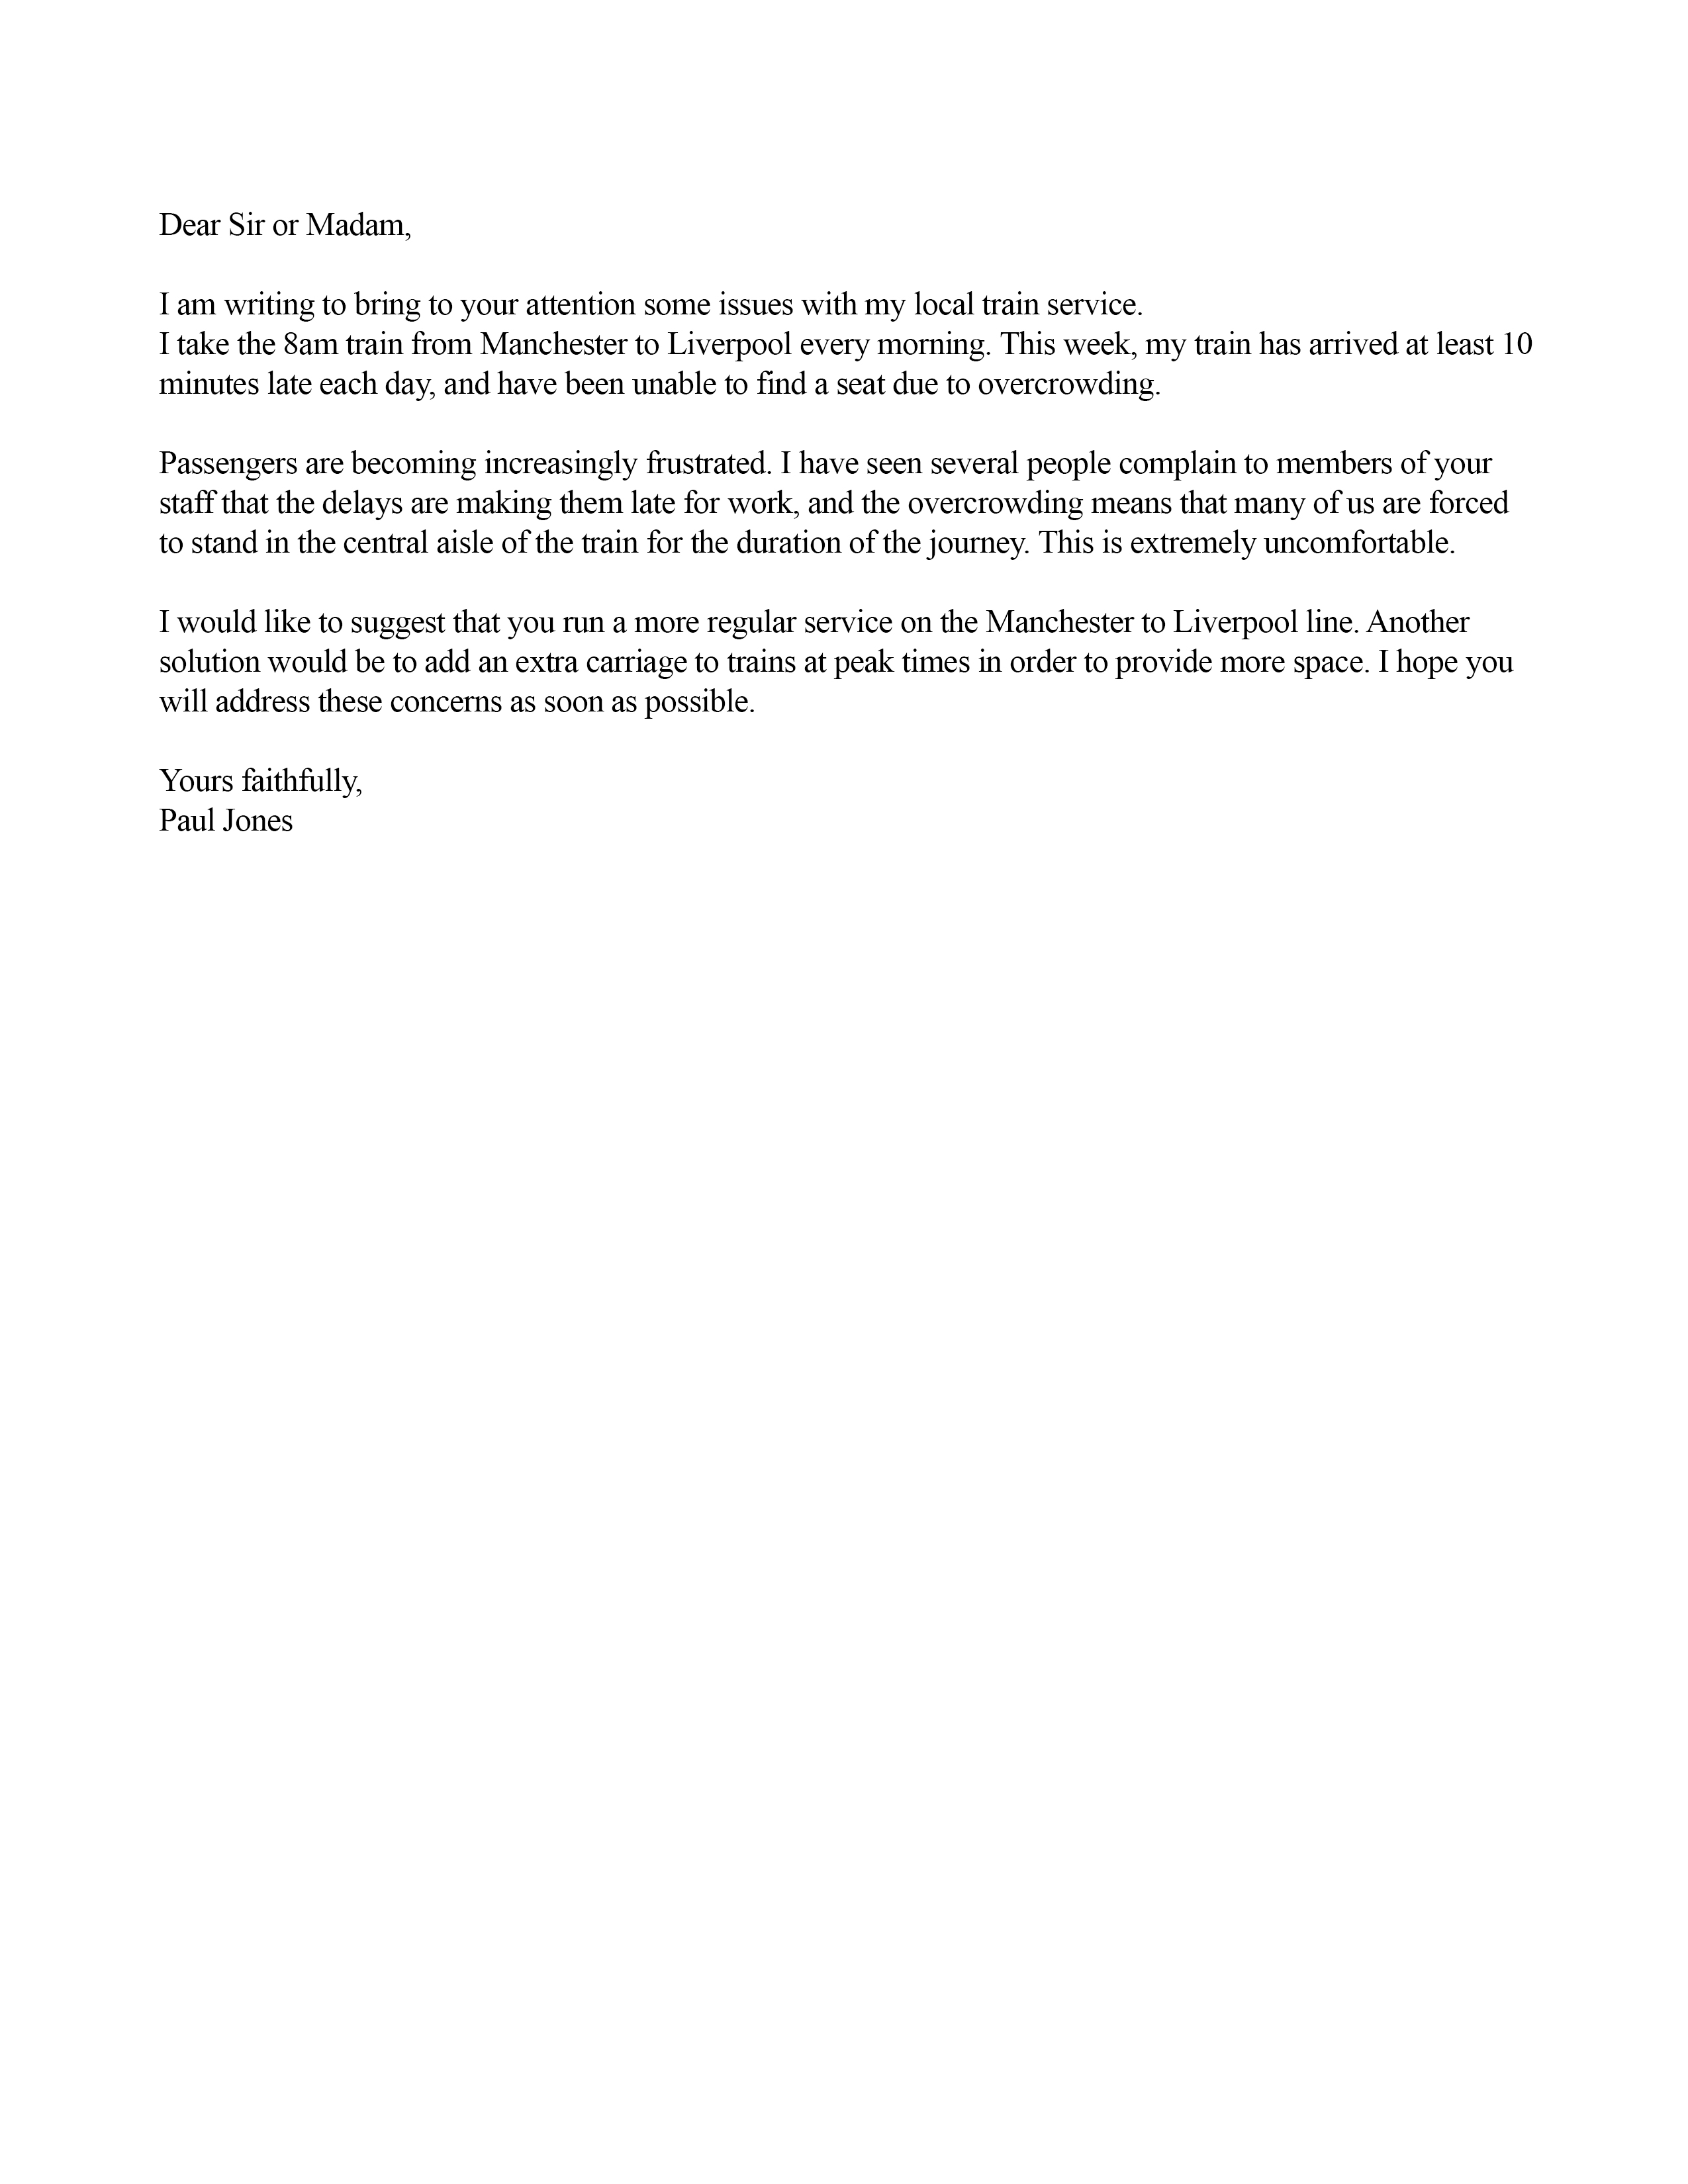 Dear Sir or Madam,
I am writing to bring to your attention some issues with my local train service.
I take the 8am train from Manchester to Liverpool every morning. This week, my train has arrived at least 10
minutes late each day, and have been unable to find a seat due to overcrowding.
Passengers are becoming increasingly frustrated. I have seen several people complain to members of your
staff that the delays are making them late for work, and the overcrowding means that many of us are forced
to stand in the central aisle of the train for the duration of the journey. This is extremely uncomfortable.
I would like to suggest that you run a more regular service on the Manchester to Liverpool line. Another
solution would be to add an extra carriage to trains at peak times in order to provide more space. I hope you
will address these concerns as soon as possible.
Yours faithfully,
Paul Jones